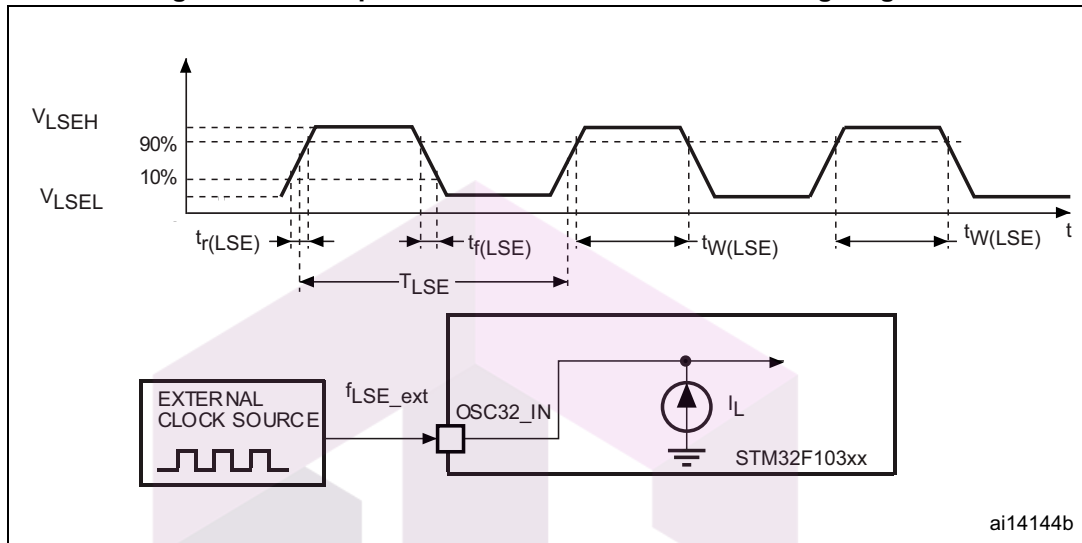 VLSEH
90%
10%
VLSEL
tr(LSE)
tf(LSE)
tW(LSE)
tW(LSE)
t
TLSE
EXTERNAL
CLOCK SOURCE
fLSE_ext
OSC32_IN
IL
STM32F103xx
ai14144b